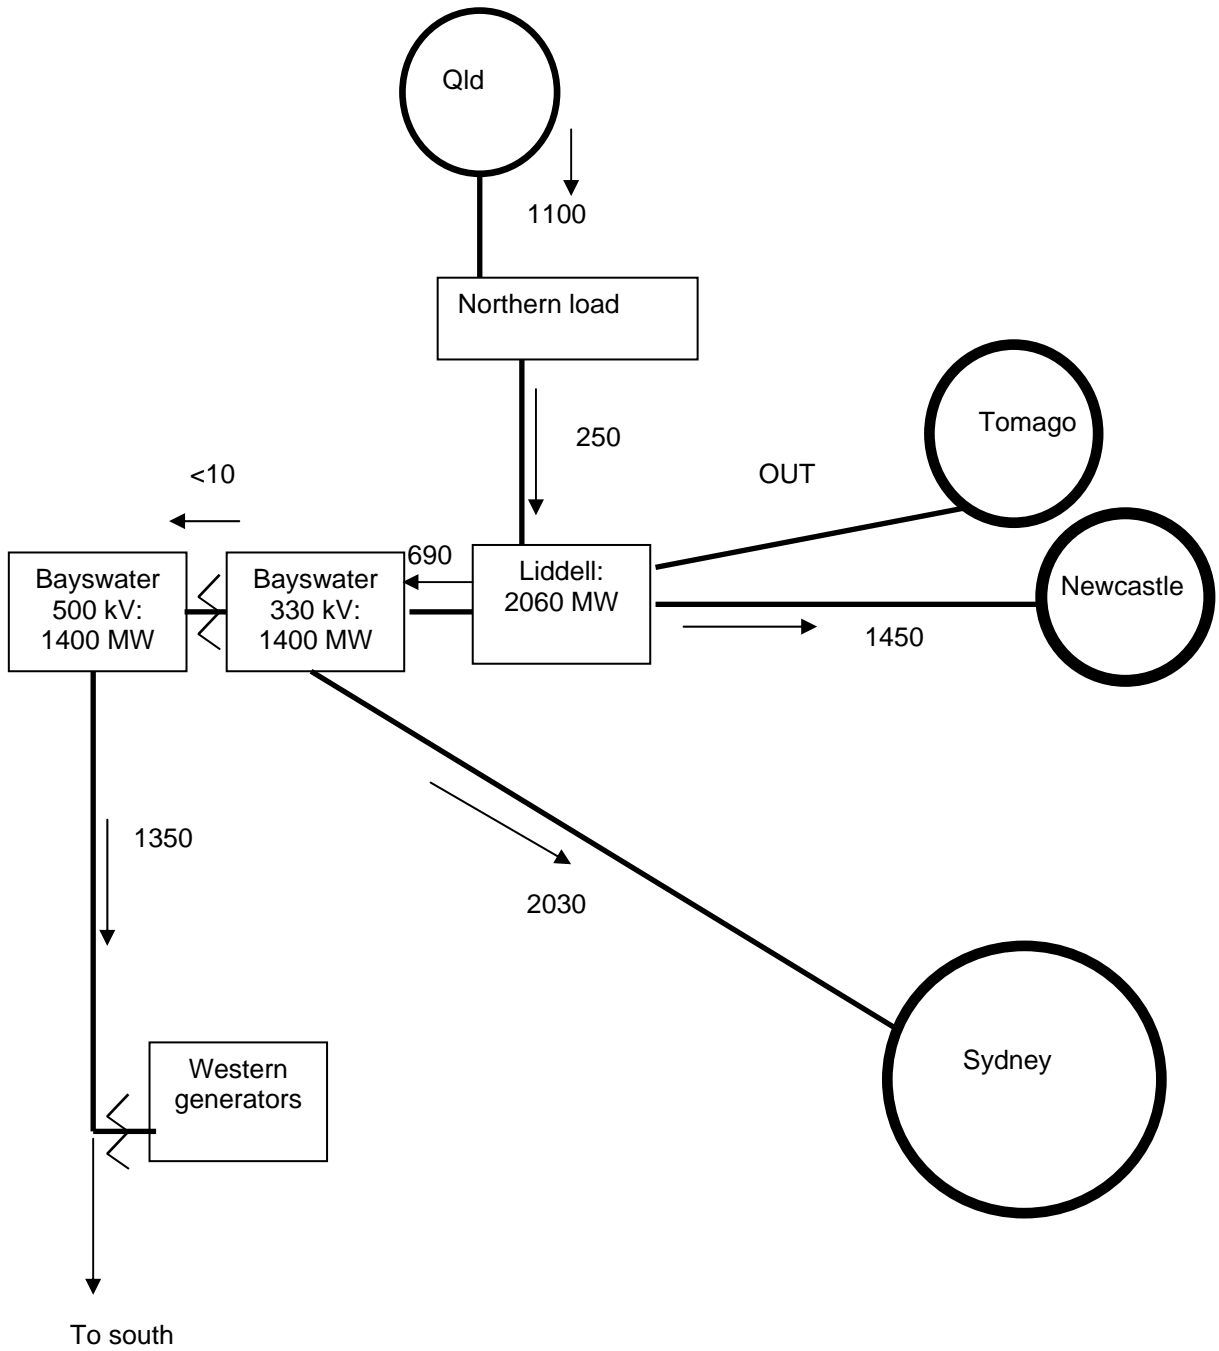 Qld
1100
Northern load
250
Tomago
OUT
<10
690
Bayswater
500 kV:
1400 MW
Bayswater
330 kV:
1400 MW
Liddell:
2060 MW
Newcastle
1450
1350
2030
Western
generators
Sydney
To south